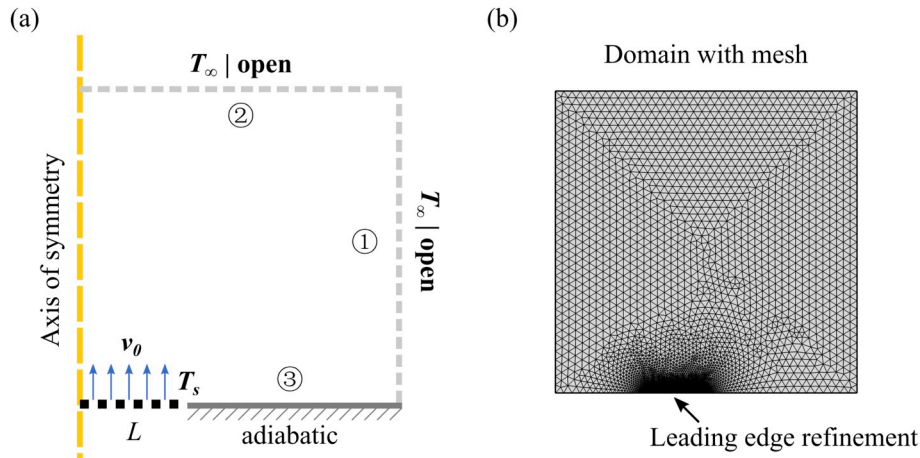 (a)
T∞ | open
②
Axis of symmetry
①
T∞ | open
v₀
Tₛ
③
L
adiabatic
(b)
Domain with mesh
Leading edge refinement